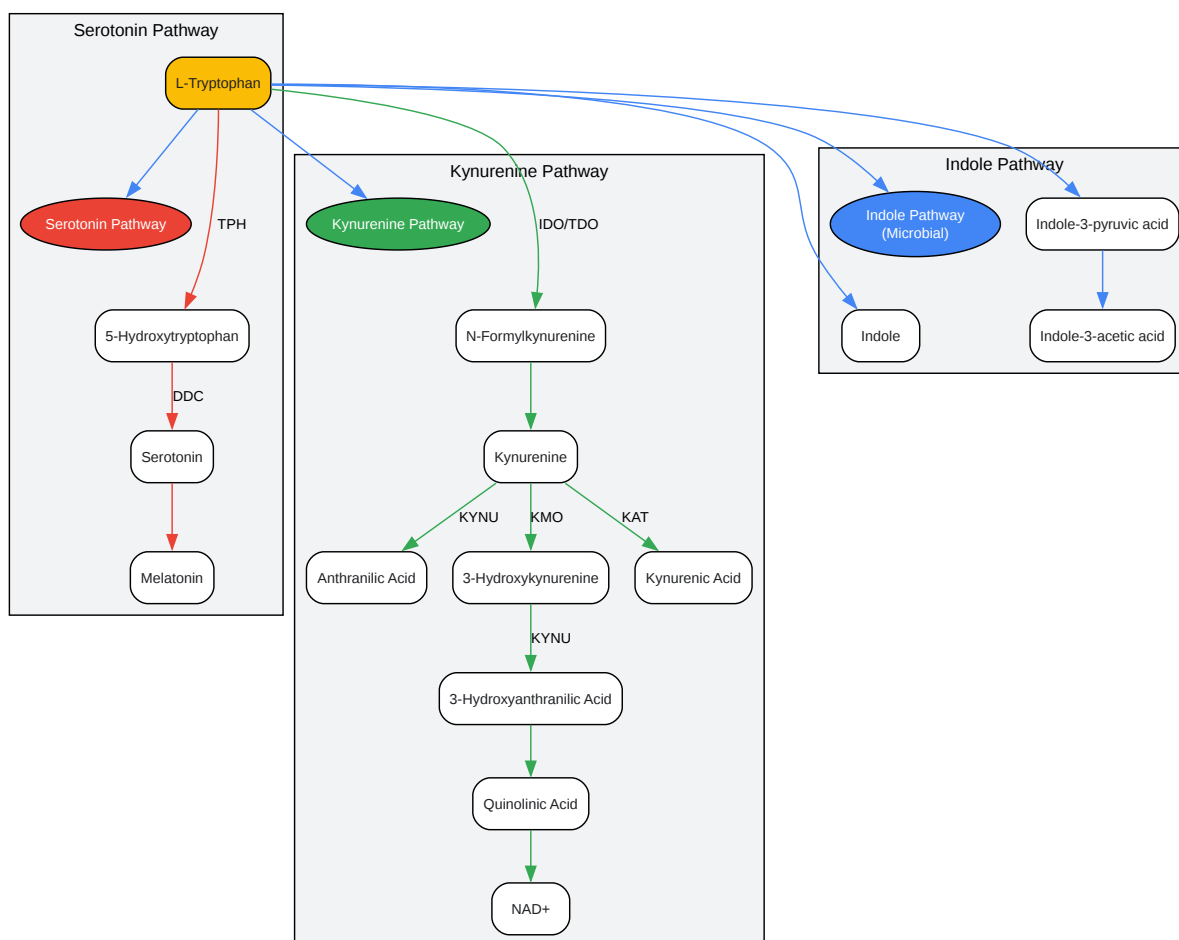 Serotonin Pathway
L-Tryptophan
Serotonin Pathway
TPH
5-Hydroxytryptophan
DDC
Serotonin
Melatonin
Kynurenine Pathway
Kynurenine Pathway
IDO/TDO
N-Formylkynurenine
Kynurenine
KYNU
KMO
KAT
Anthranilic Acid
3-Hydroxykynurenine
Kynurenic Acid
KYNU
3-Hydroxyanthranilic Acid
Quinolinic Acid
NAD+
Indole Pathway
Indole Pathway
(Microbial)
Indole-3-pyruvic acid
Indole
Indole-3-acetic acid